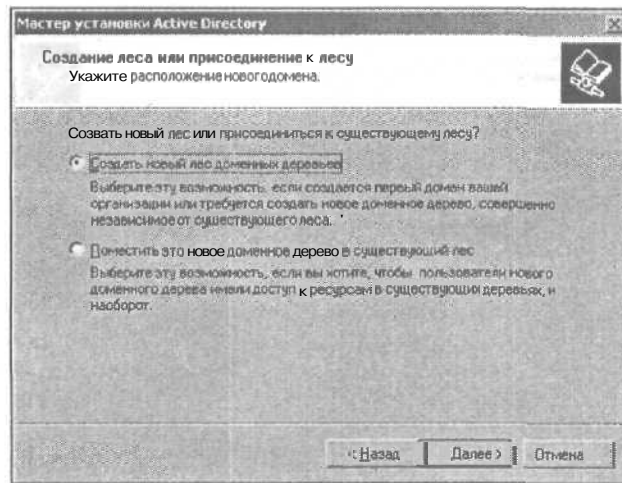 Мастер установки Active Directory
Создание леса или присоединение к лесу
Укажите расположение нового домена.
Созвать новый лес или присоединиться к существующему лесу?
Создать новый лес доменных деревьев
Выберите эту возможность, если создается первый домен вашей
организации или требуется создать новое доменное дерево, совершенно
независимое от существующего леса.
Поместить это новое доменное дерево в существующий лес
Выберите эту возможность, если вы хотите, чтобы пользователи нового
доменного дерева имели доступ к ресурсам в существующих деревьях, и
наоборот.
< Назад Далее > Отмена